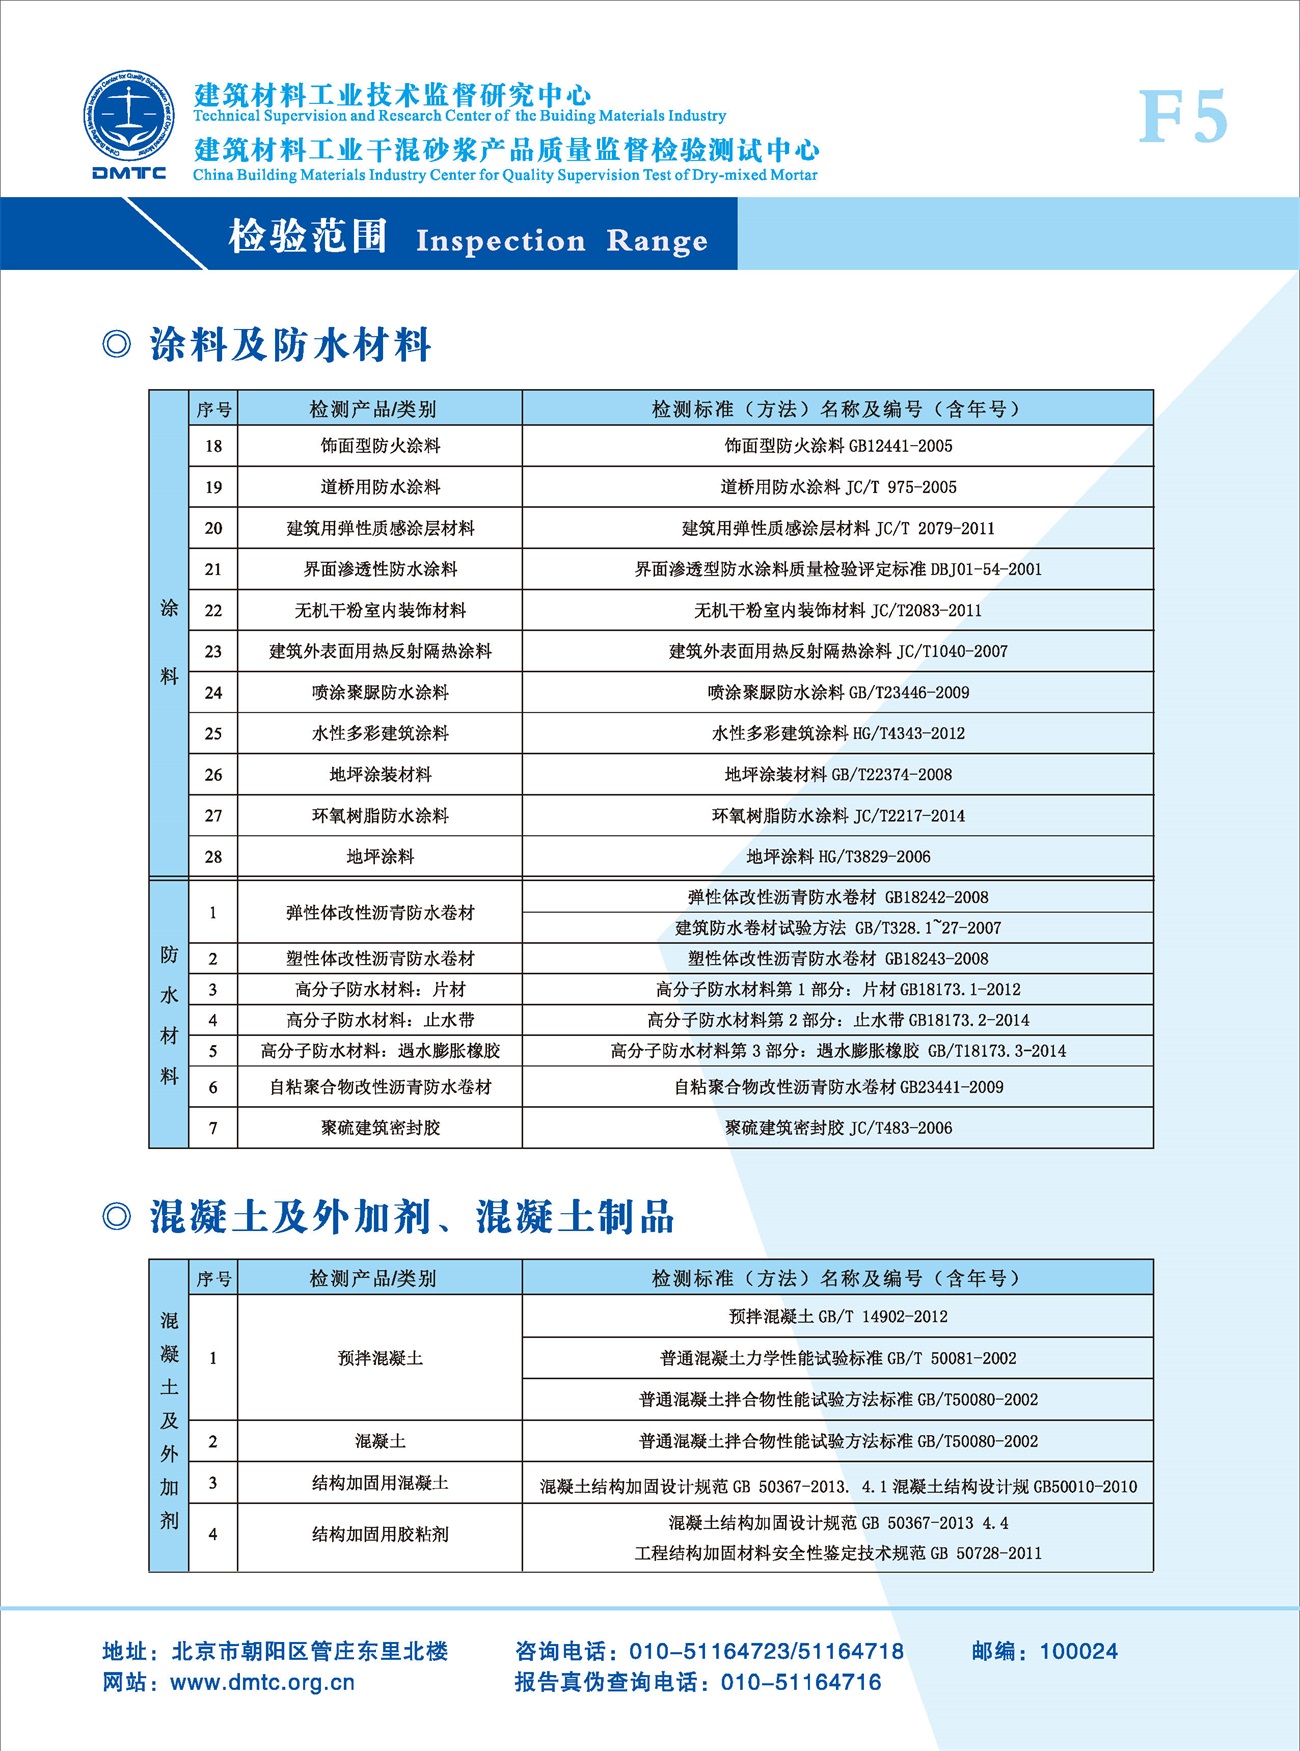 建筑材料工业技术监督研究中心
Technical Supervision and Research Center of the Buiding Materials Industry
建筑材料工业干混砂浆产品质量监督检验测试中心
China Building Materials Industry Center for Quality Supervision Test of Dry-mixed Mortar
DMTC
F5
检验范围 Inspection Range
◎ 涂料及防水材料
涂料
序号 检测产品/类别 检测标准（方法）名称及编号（含年号）
18 饰面型防火涂料 饰面型防火涂料 GB12441-2005
19 道桥用防水涂料 道桥用防水涂料 JC/T 975-2005
20 建筑用弹性质感涂层材料 建筑用弹性质感涂层材料 JC/T 2079-2011
21 界面渗透性防水涂料 界面渗透型防水涂料质量检验评定标准 DBJ01-54-2001
22 无机干粉室内装饰材料 无机干粉室内装饰材料 JC/T2083-2011
23 建筑外表面用热反射隔热涂料 建筑外表面用热反射隔热涂料 JC/T1040-2007
24 喷涂聚脲防水涂料 喷涂聚脲防水涂料 GB/T23446-2009
25 水性多彩建筑涂料 水性多彩建筑涂料 HG/T4343-2012
26 地坪涂装材料 地坪涂装材料 GB/T22374-2008
27 环氧树脂防水涂料 环氧树脂防水涂料 JC/T2217-2014
28 地坪涂料 地坪涂料 HG/T3829-2006
防水材料
1 弹性体改性沥青防水卷材 弹性体改性沥青防水卷材 GB18242-2008
建筑防水卷材试验方法 GB/T328.1~27-2007
2 塑性体改性沥青防水卷材 塑性体改性沥青防水卷材 GB18243-2008
3 高分子防水材料：片材 高分子防水材料第 1 部分：片材 GB18173.1-2012
4 高分子防水材料：止水带 高分子防水材料第 2 部分：止水带 GB18173.2-2014
5 高分子防水材料：遇水膨胀橡胶 高分子防水材料第 3 部分：遇水膨胀橡胶 GB/T18173.3-2014
6 自粘聚合物改性沥青防水卷材 自粘聚合物改性沥青防水卷材 GB23441-2009
7 聚硫建筑密封胶 聚硫建筑密封胶 JC/T483-2006
◎ 混凝土及外加剂、混凝土制品
混凝土及外加剂
序号 检测产品/类别 检测标准（方法）名称及编号（含年号）
1 预拌混凝土 预拌混凝土 GB/T 14902-2012
普通混凝土力学性能试验标准 GB/T 50081-2002
普通混凝土拌合物性能试验方法标准 GB/T50080-2002
2 混凝土 普通混凝土拌合物性能试验方法标准 GB/T50080-2002
3 结构加固用混凝土 混凝土结构加固设计规范 GB 50367-2013. 4.1 混凝土结构设计规 GB50010-2010
4 结构加固用胶粘剂 混凝土结构加固设计规范 GB 50367-2013 4.4
工程结构加固材料安全性鉴定技术规范 GB 50728-2011
地址：北京市朝阳区管庄东里北楼 咨询电话：010-51164723/51164718 邮编：100024
网站：www.dmtc.org.cn 报告真伪查询电话：010-51164716